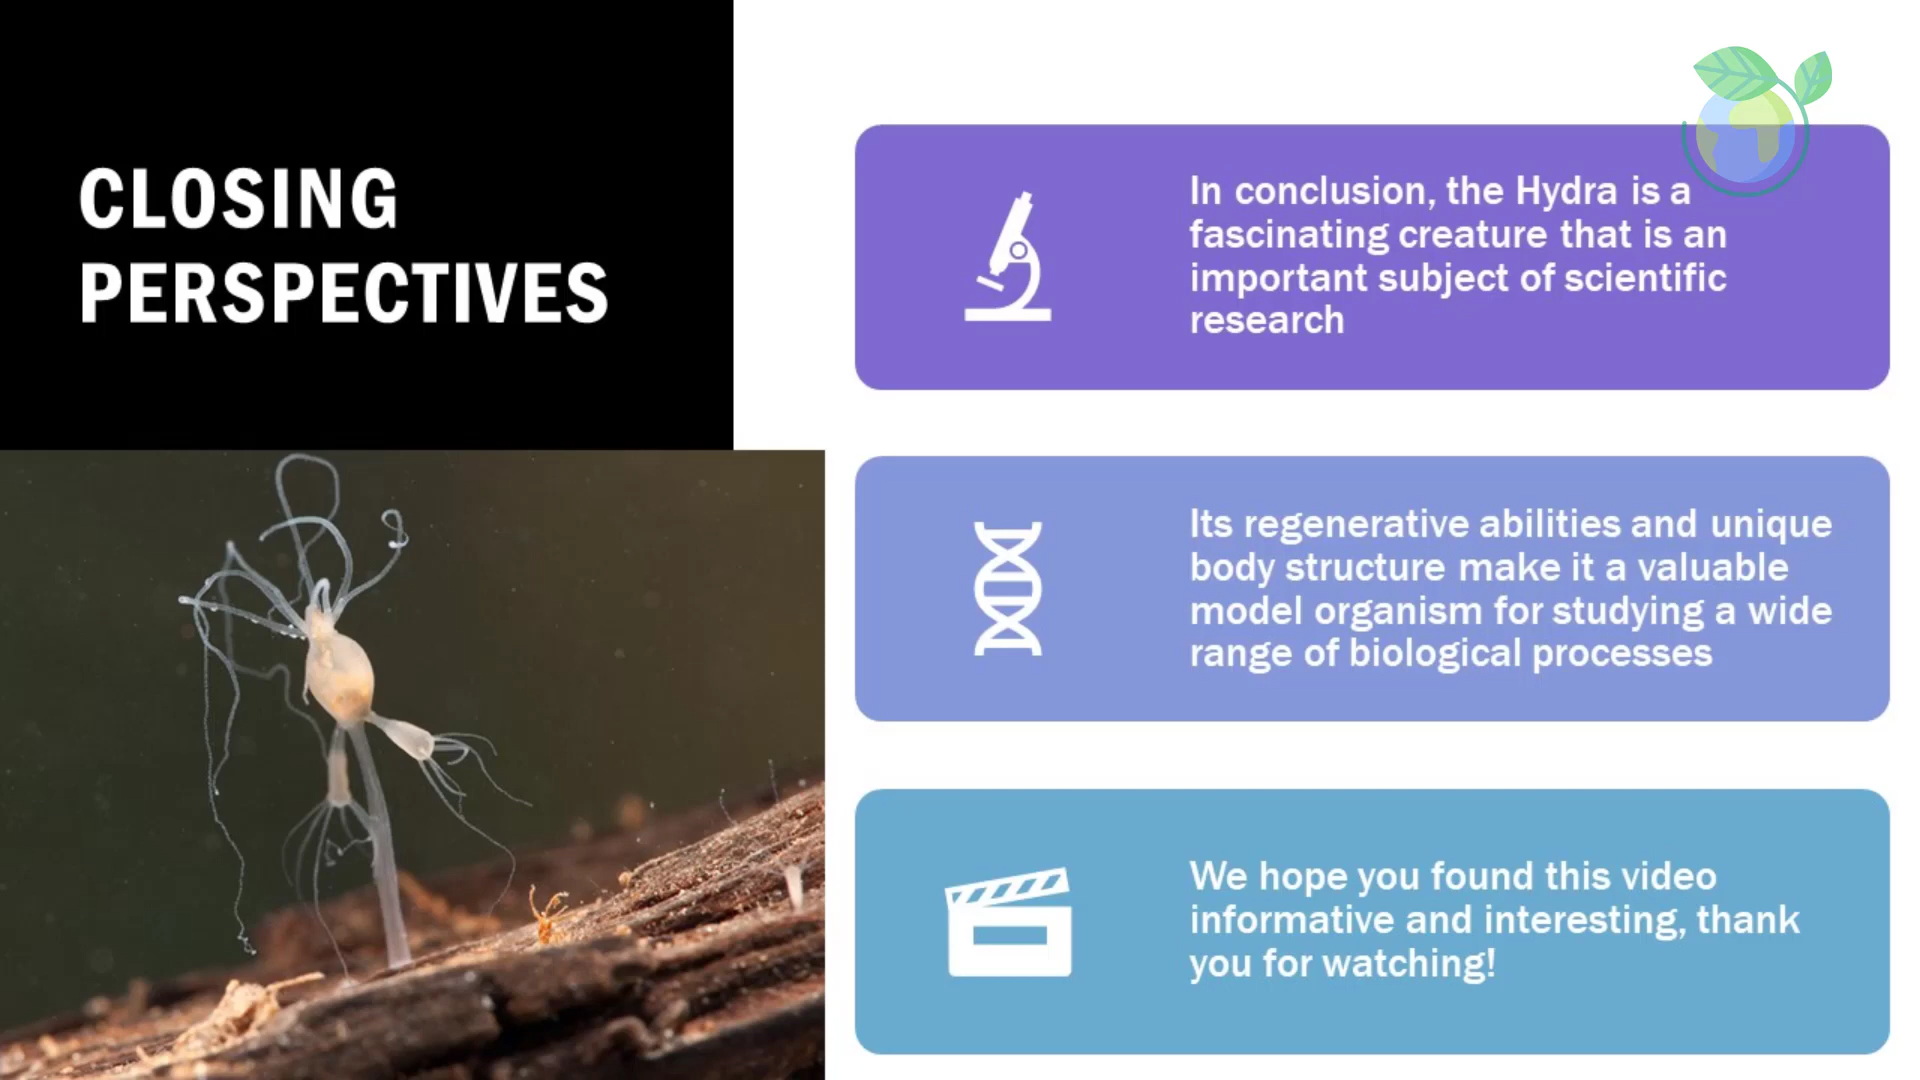 CLOSING
PERSPECTIVES
In conclusion, the Hydra is a
fascinating creature that is an
important subject of scientific
research
Its regenerative abilities and unique
body structure make it a valuable
model organism for studying a wide
range of biological processes
We hope you found this video
informative and interesting, thank
you for watching!